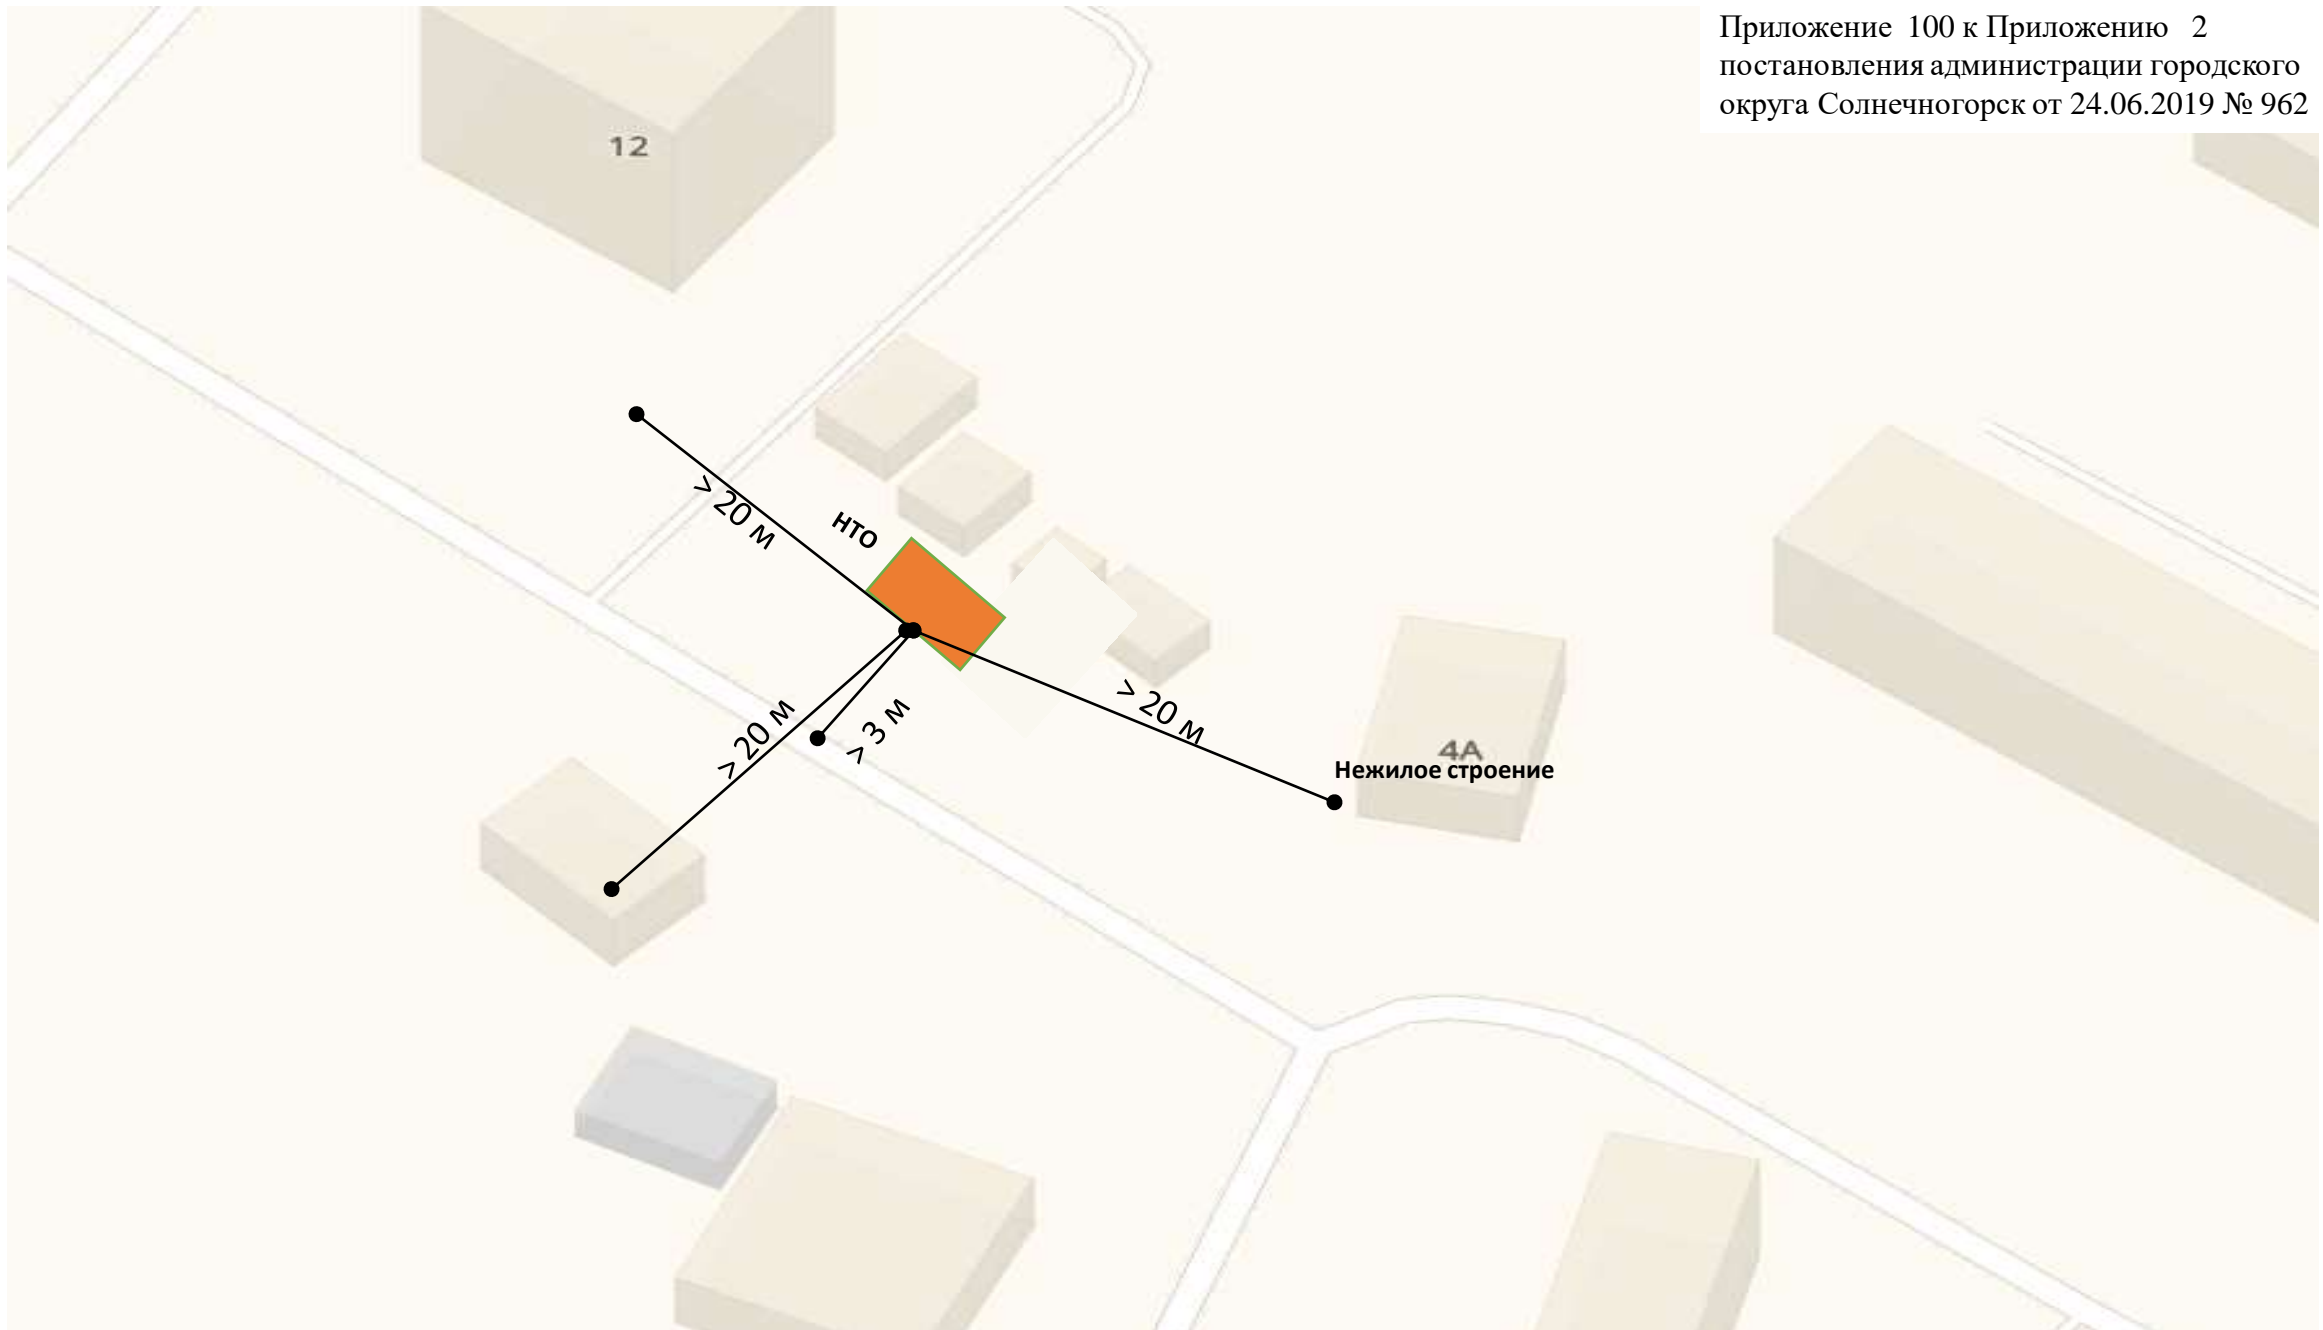 Приложение 100 к Приложению 2
постановления администрации городского
округа Солнечногорск от 24.06.2019 № 962
12
> 20 м
нто
> 20 м
> 3 м
> 20 м
4А
Нежилое строение